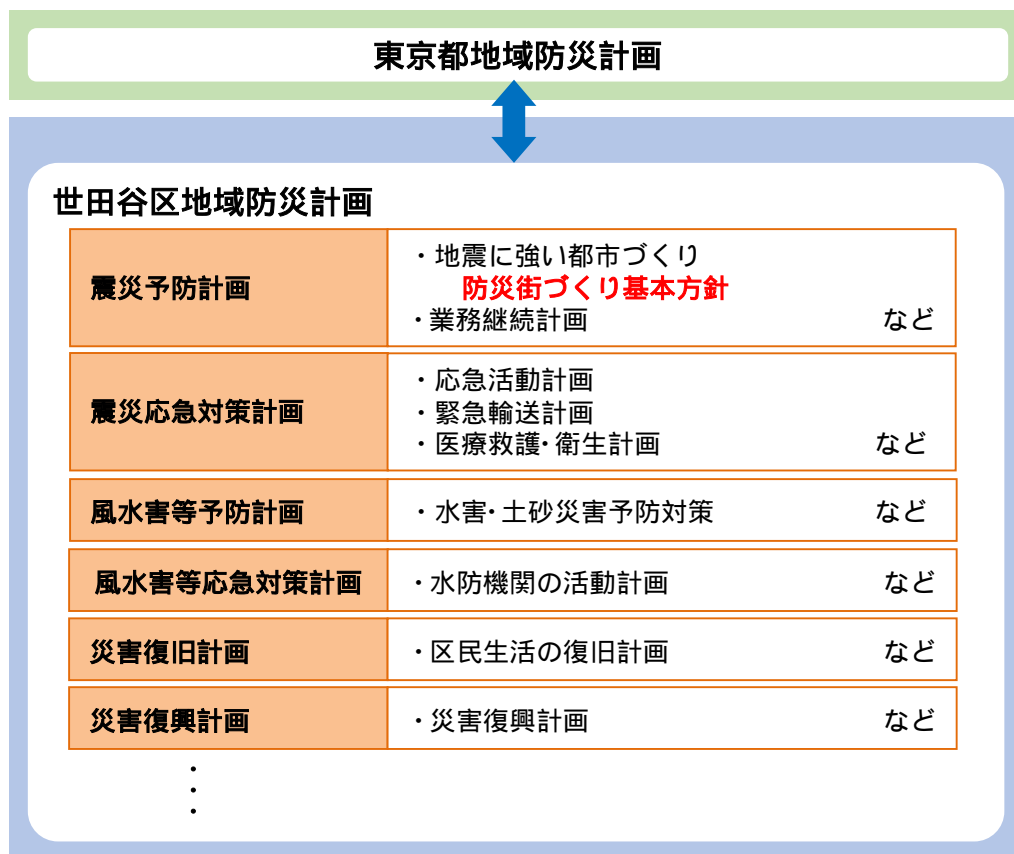 東京都地域防災計画
世田谷区地域防災計画
震災予防計画
・地震に強い都市づくり
防災街づくり基本方針
・業務継続計画 など
震災応急対策計画
・応急活動計画
・緊急輸送計画
・医療救護・衛生計画 など
風水害等予防計画
・水害・土砂災害予防対策 など
風水害等応急対策計画
・水防機関の活動計画 など
災害復旧計画
・区民生活の復旧計画 など
災害復興計画
・災害復興計画 など
・
・
・